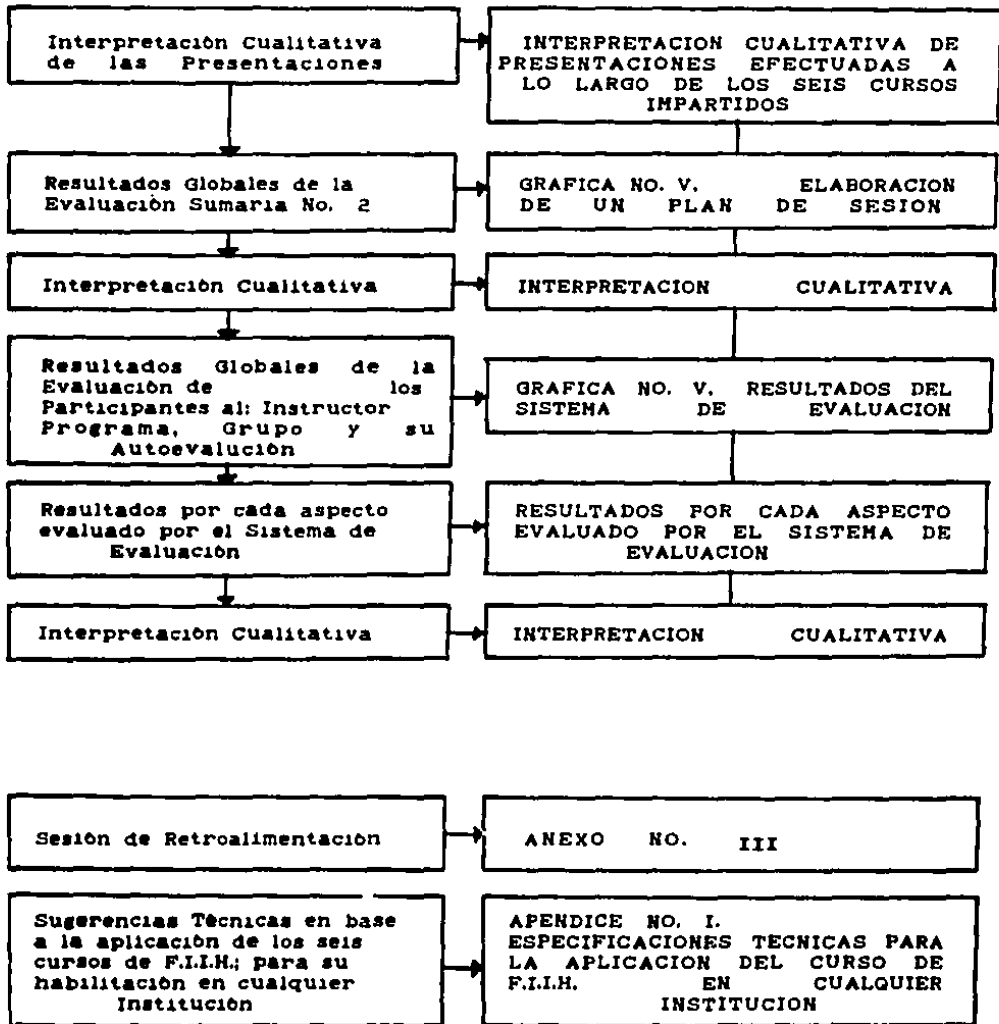 Interpretación Cualitativa
de las Presentaciones
INTERPRETACION CUALITATIVA DE
PRESENTACIONES EFECTUADAS A
LO LARGO DE LOS SEIS CURSOS
IMPARTIDOS
Resultados Globales de la
Evaluación Sumaria No. 2
GRAFICA NO. V. ELABORACION
DE UN PLAN DE SESION
Interpretación Cualitativa
INTERPRETACION CUALITATIVA
Resultados Globales de la
Evaluación de los
Participantes al: Instructor
Programa, Grupo y su
Autoevalución
GRAFICA NO. V. RESULTADOS DEL
SISTEMA DE EVALUACION
Resultados por cada aspecto
evaluado por el Sistema de
Evaluación
RESULTADOS POR CADA ASPECTO
EVALUADO POR EL SISTEMA DE
EVALUACION
Interpretación Cualitativa
INTERPRETACION CUALITATIVA
Sesión de Retroalimentación
ANEXO NO. III
Sugerencias Técnicas en base
a la aplicación de los seis
cursos de F.I.I.H.; para su
habilitación en cualquier
Institución
APENDICE NO. I.
ESPECIFICACIONES TECNICAS PARA
LA APLICACION DEL CURSO DE
F.I.I.H. EN CUALQUIER
INSTITUCION